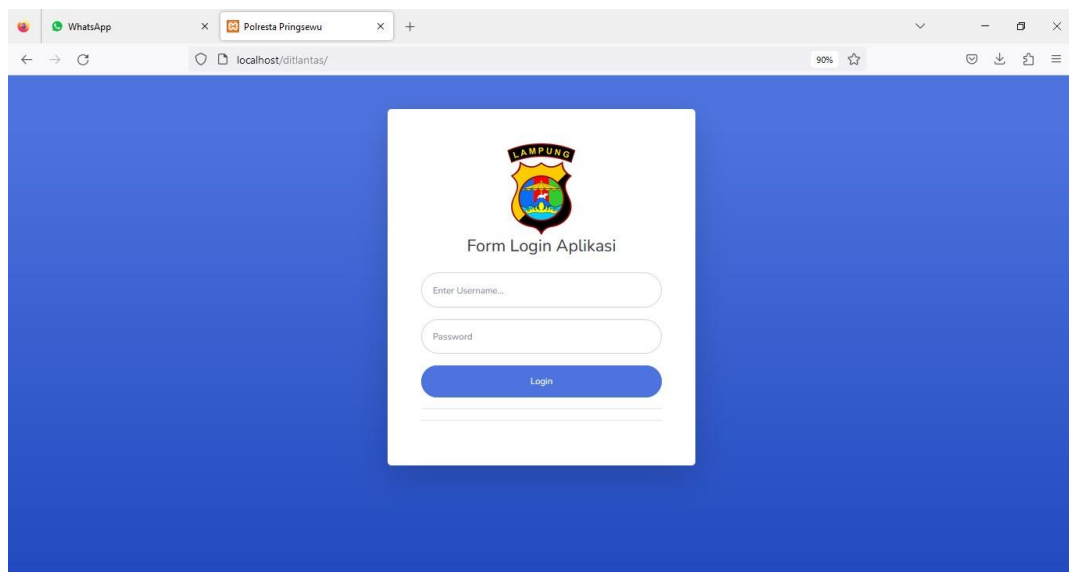 WhatsApp
Polresta Pringsewu
localhost/ditlantas/
90%
LAMPUNG
Form Login Aplikasi
Enter Username...
Password
Login